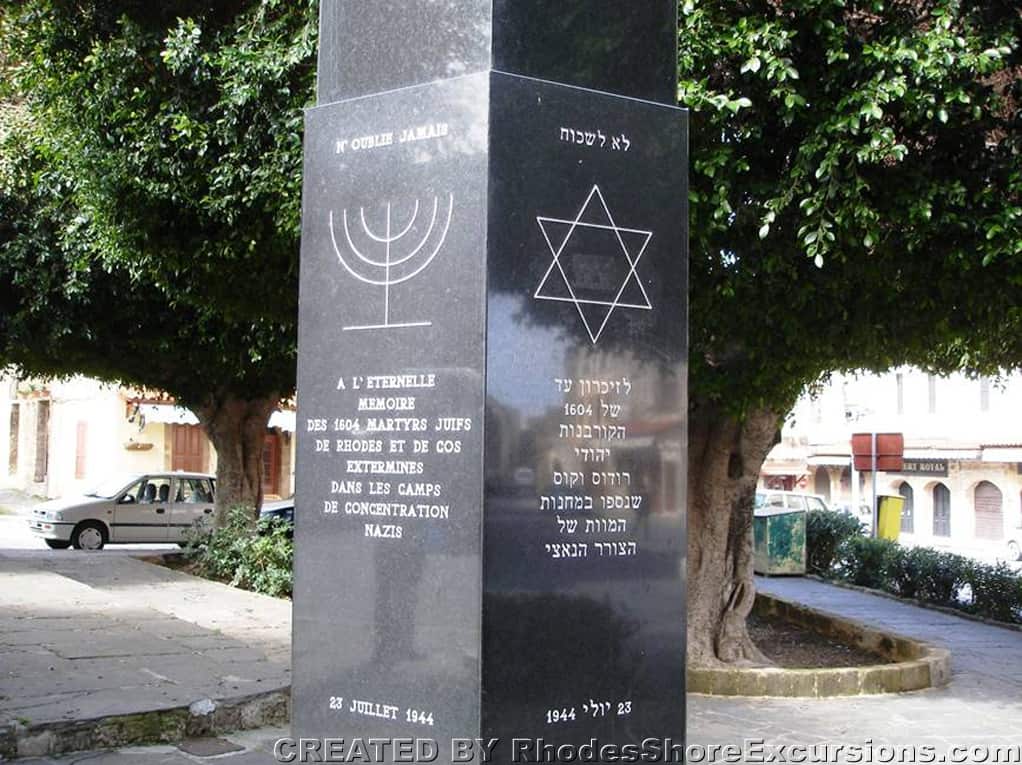 N' OUBLIE JAMAIS
A L' ETERNELLE
MEMOIRE
DES 1604 MARTYRS JUIFS
DE RHODES ET DE COS
EXTERMINES
DANS LES CAMPS
DE CONCENTRATION
NAZIS
23 JUILLET 1944
לא לשכוח
לזיכרון עד
של 1604
הקורבנות
יהודי
רודוס וקוס
שנספו במחנות
המוות של
הצורר הנאצי
23 יולי 1944
ROYAL
CREATED BY RhodesShoreExcursions.com